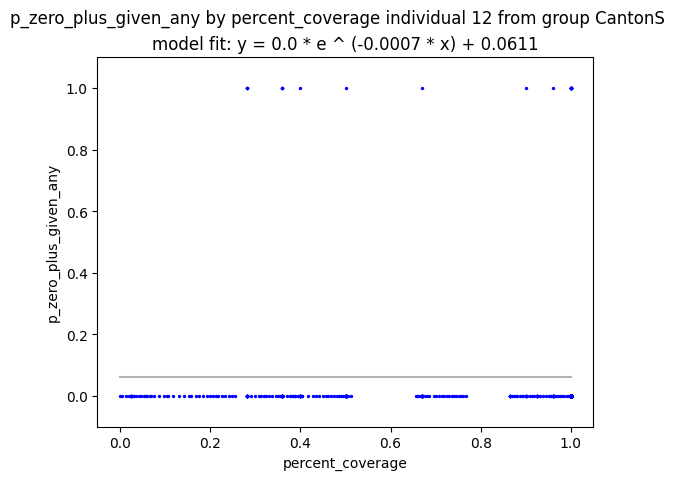 p_zero_plus_given_any by percent_coverage individual 12 from group CantonS
model fit: y = 0.0 * e ^ (-0.0007 * x) + 0.0611
1.0
0.8
0.6
0.4
0.2
0.0
p_zero_plus_given_any
0.0 0.2 0.4 0.6 0.8 1.0
percent_coverage